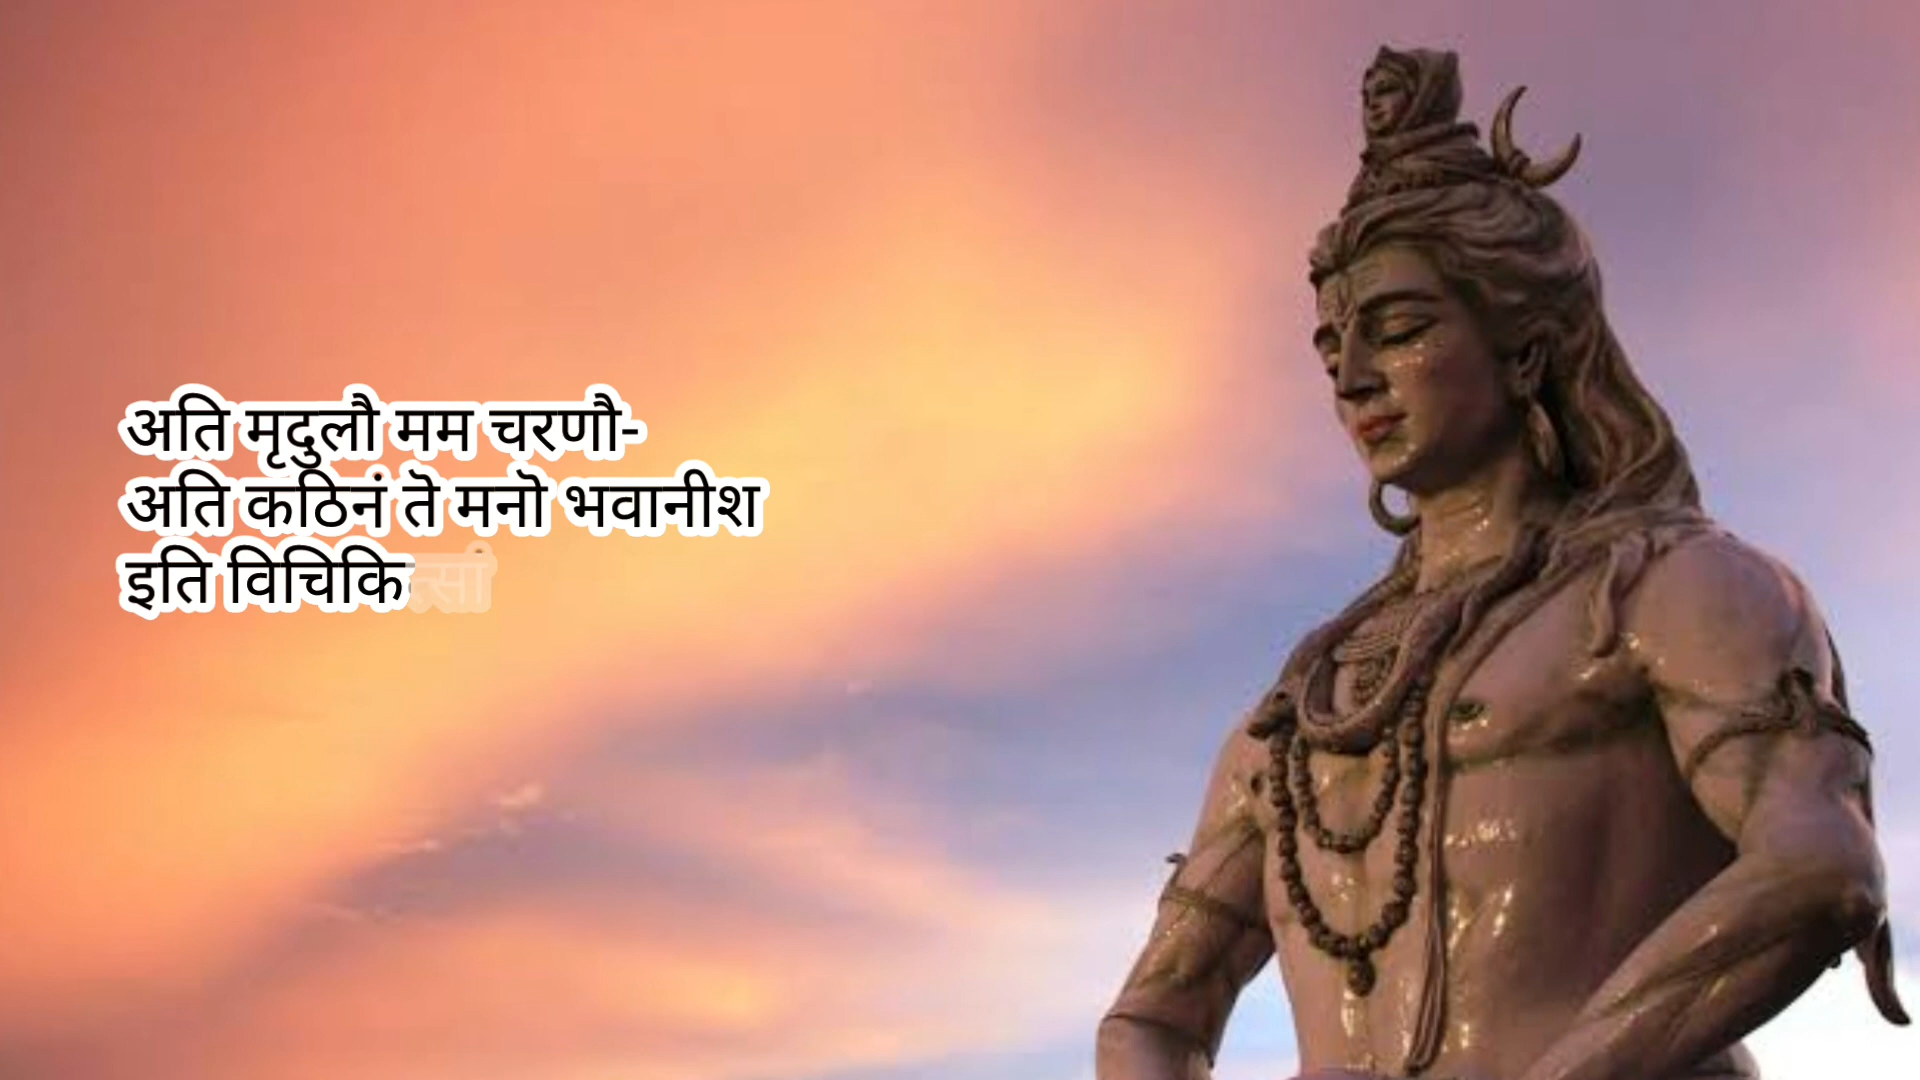 अति मृदुलौ मम चरणौ-
अति कठिनं तॆ मनॊ भवानीश
इति विचिकित्सां